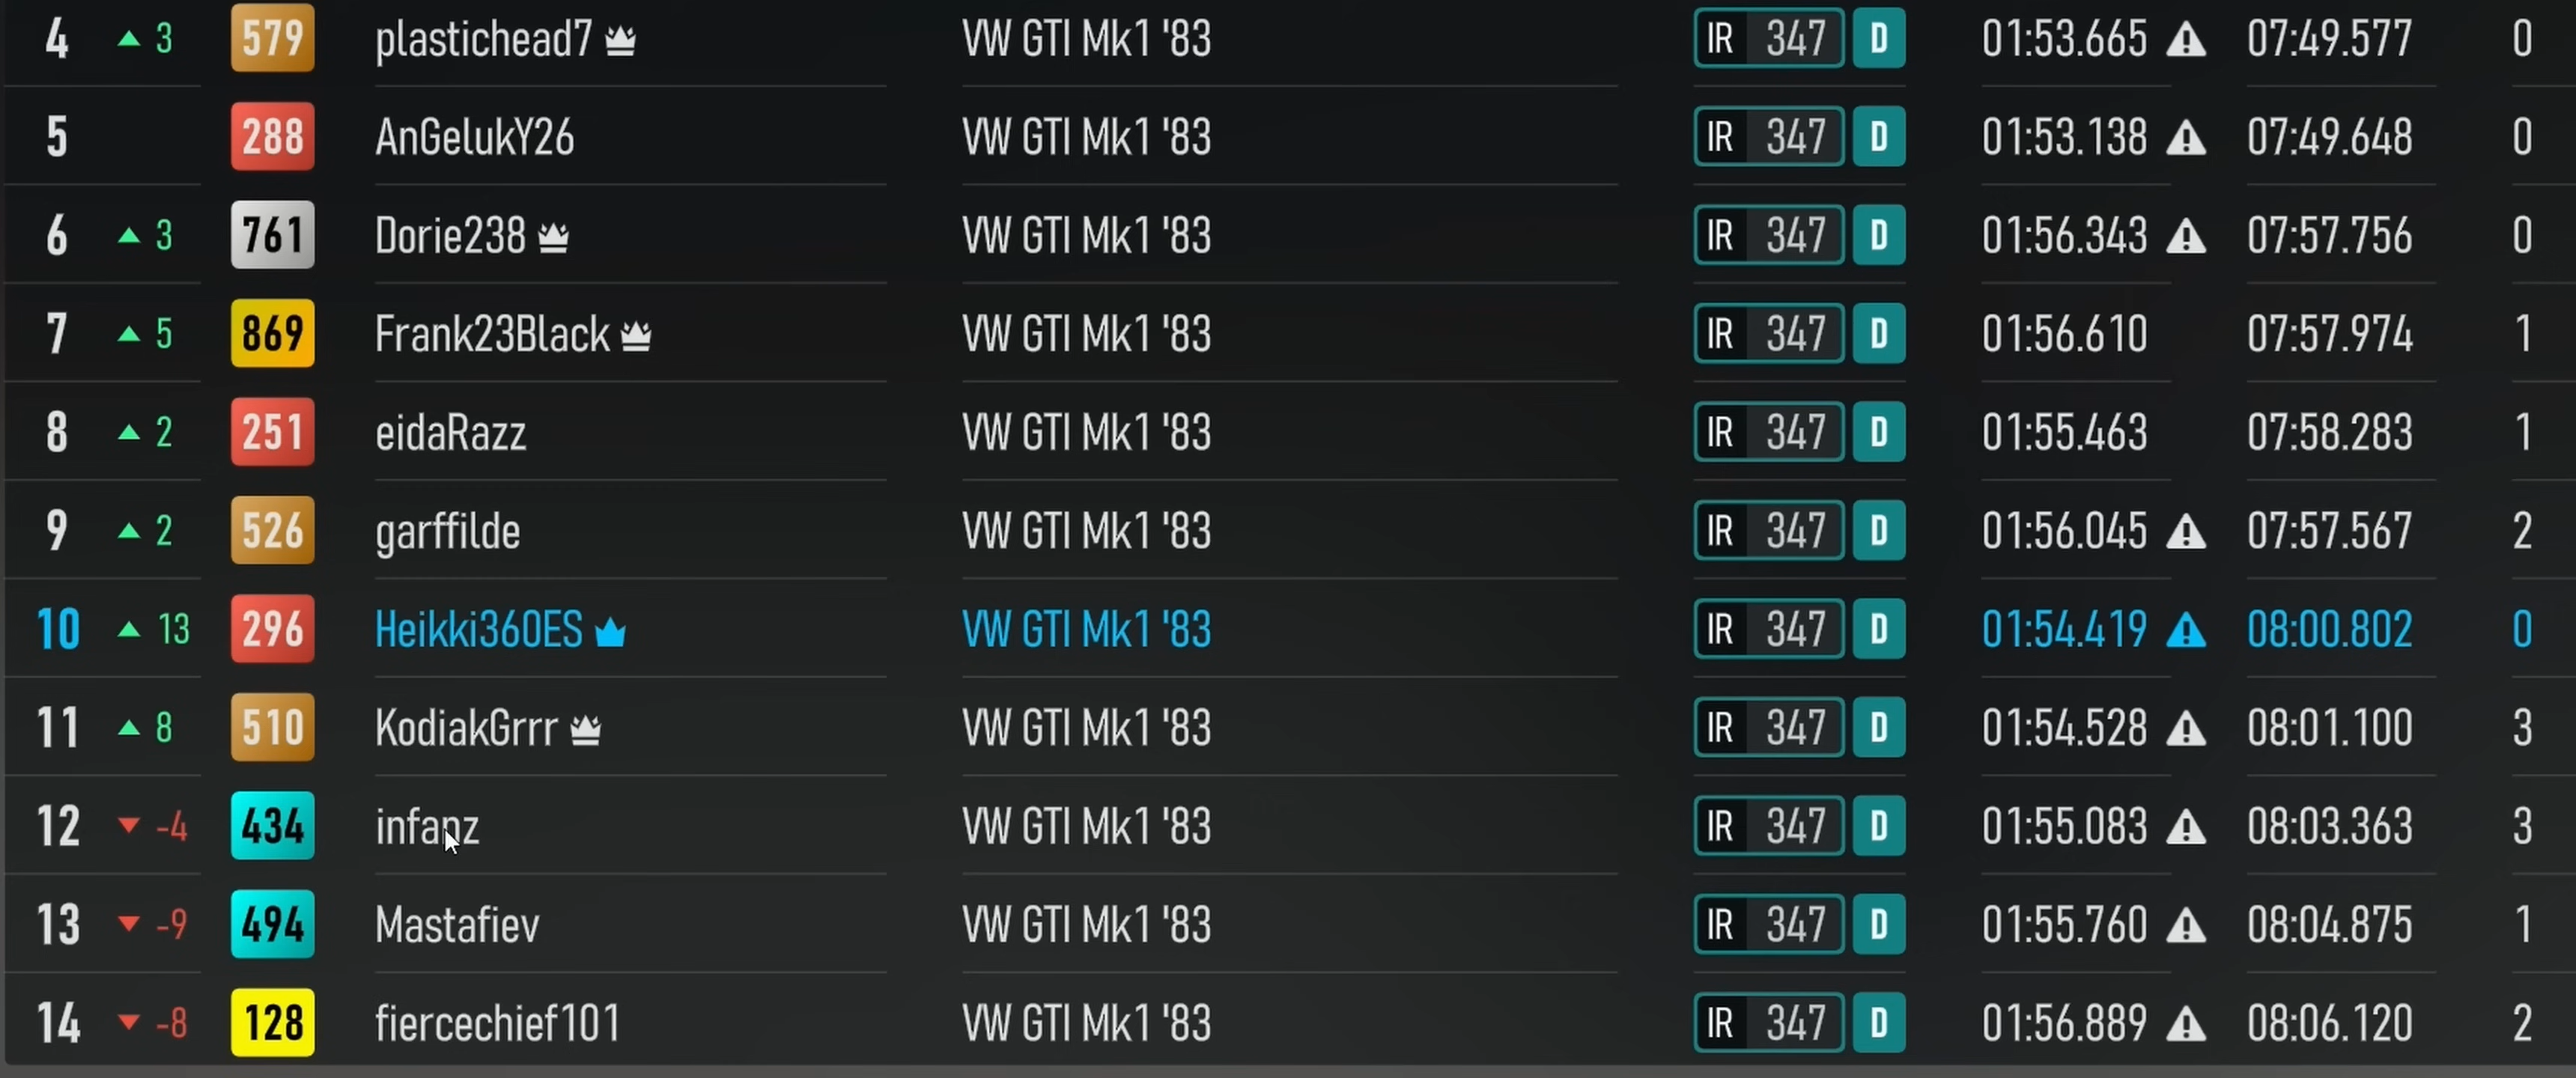 4 3 579 plastichead7 VW GTI Mk1 '83 IR 347 D 01:53.665 07:49.577 0
5 288 AnGelukY26 VW GTI Mk1 '83 IR 347 D 01:53.138 07:49.648 0
6 3 761 Dorie238 VW GTI Mk1 '83 IR 347 D 01:56.343 07:57.756 0
7 5 869 Frank23Black VW GTI Mk1 '83 IR 347 D 01:56.610 07:57.974 1
8 2 251 eidaRazz VW GTI Mk1 '83 IR 347 D 01:55.463 07:58.283 1
9 2 526 garffilde VW GTI Mk1 '83 IR 347 D 01:56.045 07:57.567 2
10 13 296 Heikki360ES VW GTI Mk1 '83 IR 347 D 01:54.419 08:00.802 0
11 8 510 KodiakGrrr VW GTI Mk1 '83 IR 347 D 01:54.528 08:01.100 3
12 -4 434 infanz VW GTI Mk1 '83 IR 347 D 01:55.083 08:03.363 3
13 -9 494 Mastafiev VW GTI Mk1 '83 IR 347 D 01:55.760 08:04.875 1
14 -8 128 fiercechief101 VW GTI Mk1 '83 IR 347 D 01:56.889 08:06.120 2